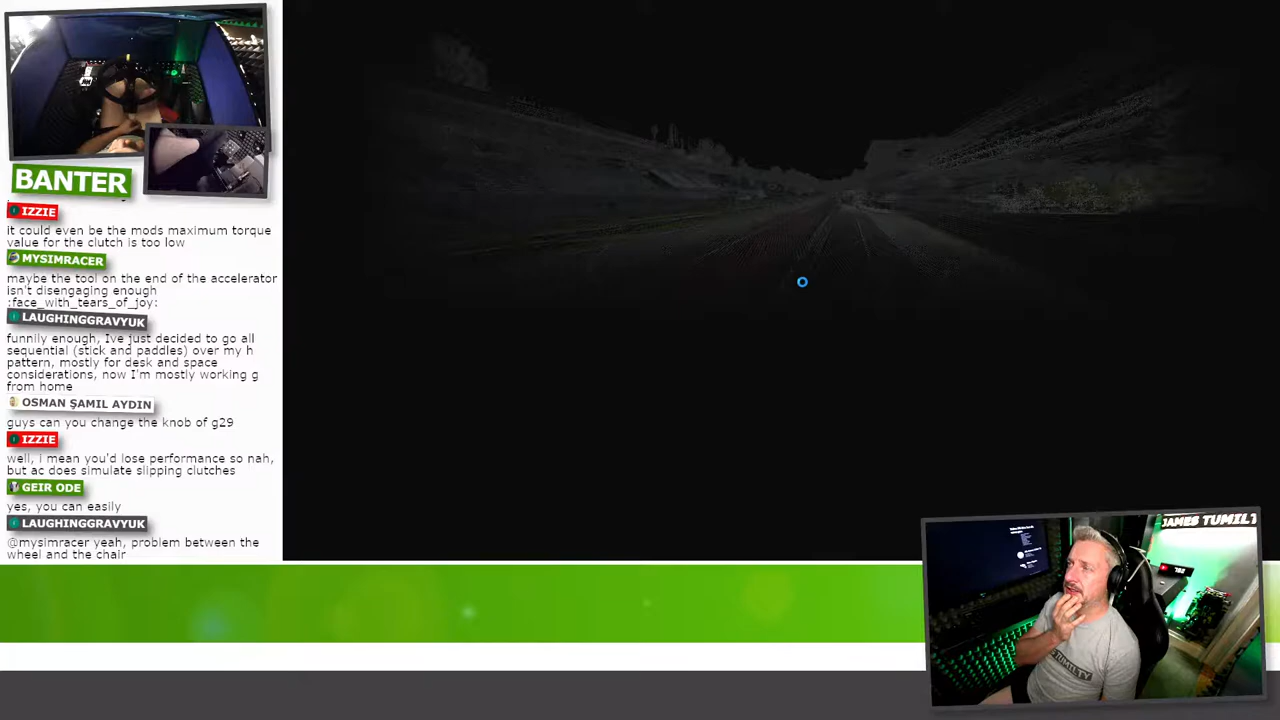 BANTER
IZZIE
it could even be the mods maximum torque
value for the clutch is too low
MYSIMRACER
maybe the tool on the end of the accelerator
isn't disengaging enough
:face_with_tears_of_joy:
LAUGHINGGRAVYUK
funnily enough, Ive just decided to go all
sequential (stick and paddles) over my h
pattern, mostly for desk and space
considerations, now I'm mostly working g
from home
OSMAN ŞAMIL AYDIN
guys can you change the knob of g29
IZZIE
well, i mean you'd lose performance so nah,
but ac does simulate slipping clutches
GEIR ODE
yes, you can easily
LAUGHINGGRAVYUK
@mysimracer yeah, problem between the
wheel and the chair
JAMES TUMILT